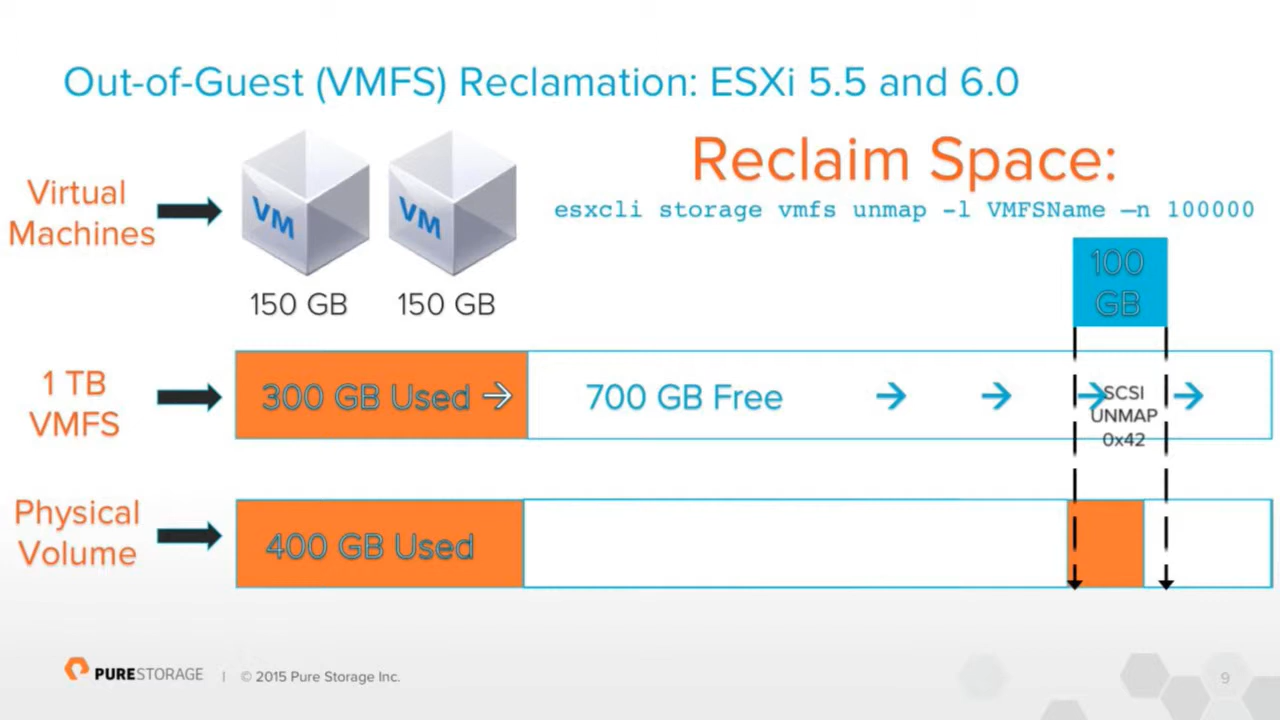 Out-of-Guest (VMFS) Reclamation: ESXi 5.5 and 6.0
Reclaim Space:
esxcli storage vmfs unmap -l VMFSName –n 100000
Virtual
Machines
VM
VM
150 GB
150 GB
100
GB
1 TB
VMFS
300 GB Used
700 GB Free
SCSI
UNMAP
0x42
Physical
Volume
400 GB Used
PURESTORAGE
© 2015 Pure Storage Inc.
9